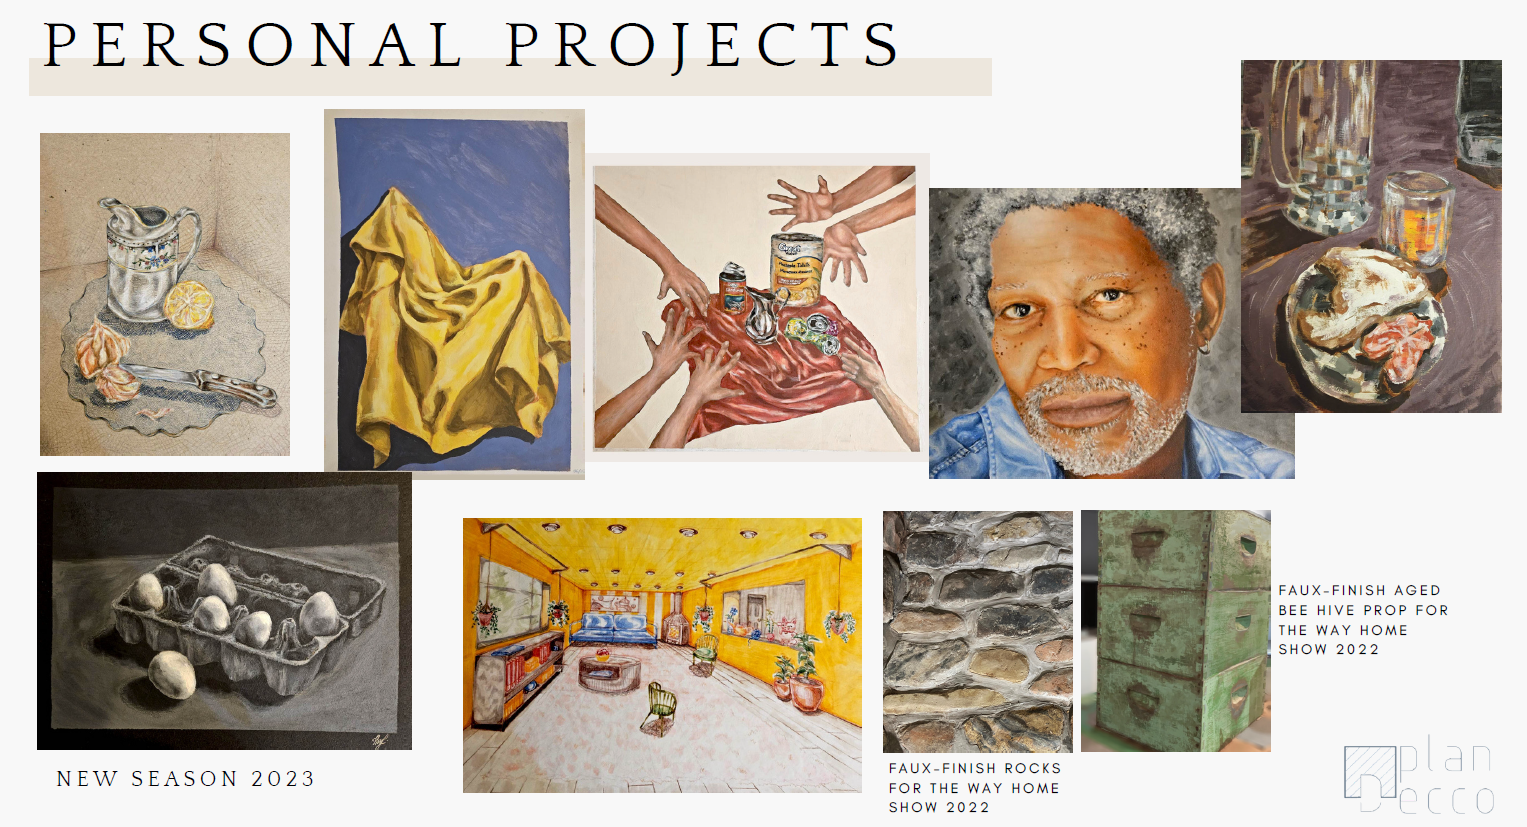 PERSONAL PROJECTS
NEW SEASON 2023
FAUX-FINISH ROCKS
FOR THE WAY HOME
SHOW 2022
FAUX-FINISH AGED
BEE HIVE PROP FOR
THE WAY HOME
SHOW 2022
plan
Decco